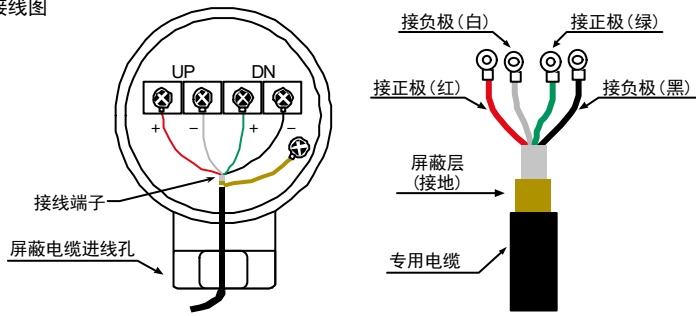 接线图
UP DN
+ − + −
接线端子
屏蔽电缆进线孔
接负极(白) 接正极(绿)
接正极(红) 接负极(黑)
屏蔽层
(接地)
专用电缆